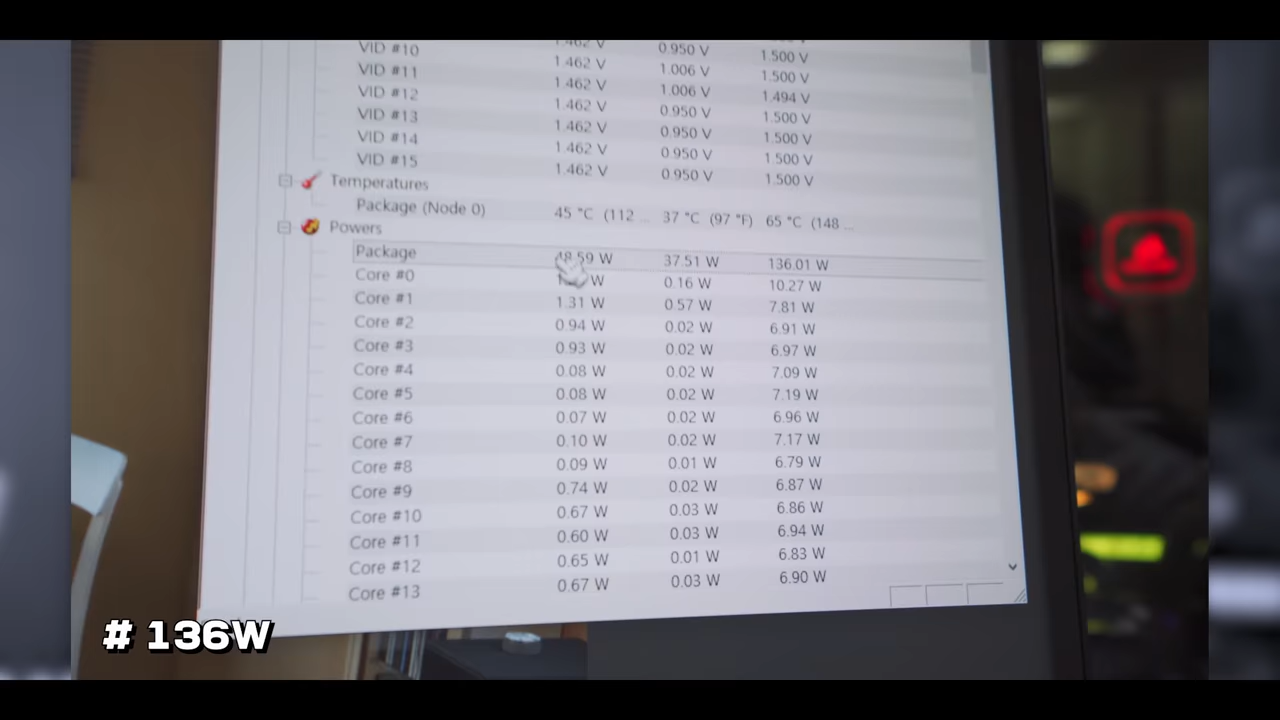 VID #10 1.462 V 0.950 V 1.500 V
VID #11 1.462 V 1.006 V 1.500 V
VID #12 1.462 V 1.006 V 1.494 V
VID #13 1.462 V 0.950 V 1.500 V
VID #14 1.462 V 0.950 V 1.500 V
VID #15 1.462 V 0.950 V 1.500 V
Temperatures
Package (Node 0) 45 °C (112 ... 37 °C (97 °F) 65 °C (148 ...
Powers
Package 48.59 W 37.51 W 136.01 W
Core #0 W 0.16 W 10.27 W
Core #1 1.31 W 0.57 W 7.81 W
Core #2 0.94 W 0.02 W 6.91 W
Core #3 0.93 W 0.02 W 6.97 W
Core #4 0.08 W 0.02 W 7.09 W
Core #5 0.08 W 0.02 W 7.19 W
Core #6 0.07 W 0.02 W 6.96 W
Core #7 0.10 W 0.02 W 7.17 W
Core #8 0.09 W 0.01 W 6.79 W
Core #9 0.74 W 0.02 W 6.87 W
Core #10 0.67 W 0.03 W 6.86 W
Core #11 0.60 W 0.03 W 6.94 W
Core #12 0.65 W 0.01 W 6.83 W
Core #13 0.67 W 0.03 W 6.90 W
# 136W